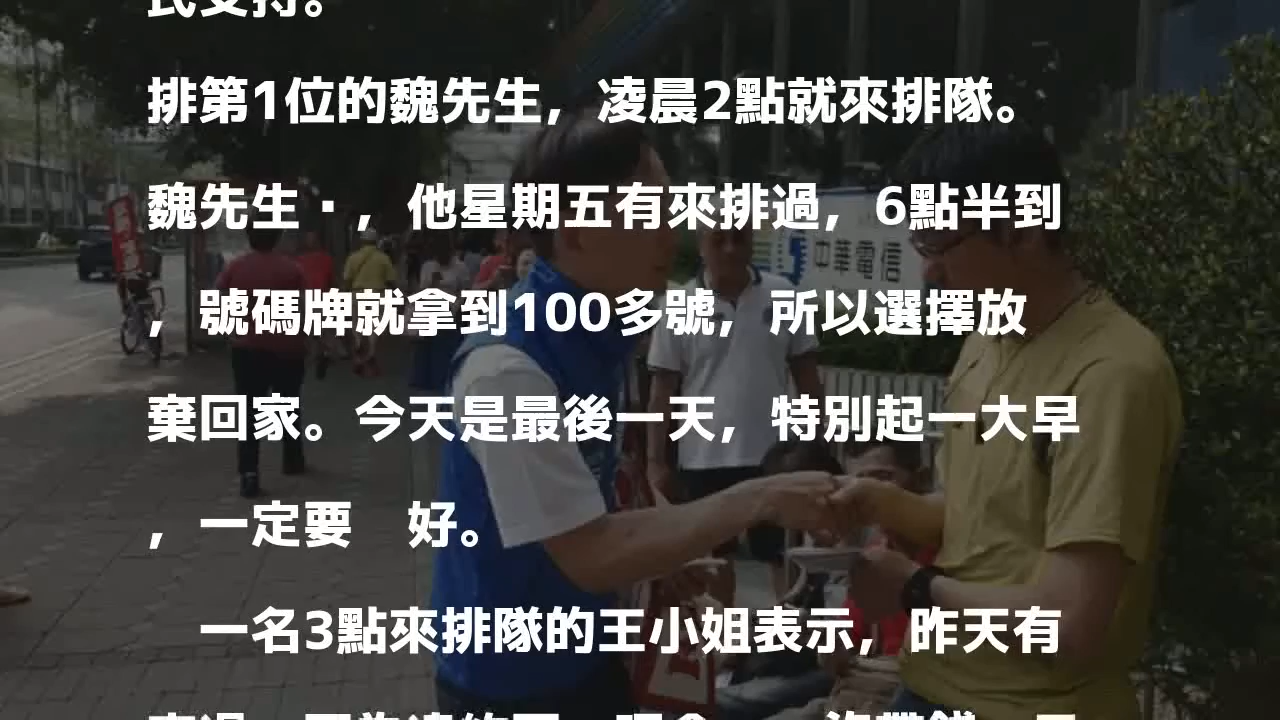 民支持。
排第1位的魏先生，凌晨2點就來排隊。
魏先生·，他星期五有來排過，6點半到
，號碼牌就拿到100多號，所以選擇放
棄回家。今天是最後一天，特別起一大早
，一定要　好。
一名3點來排隊的王小姐表示，昨天有
中華電信